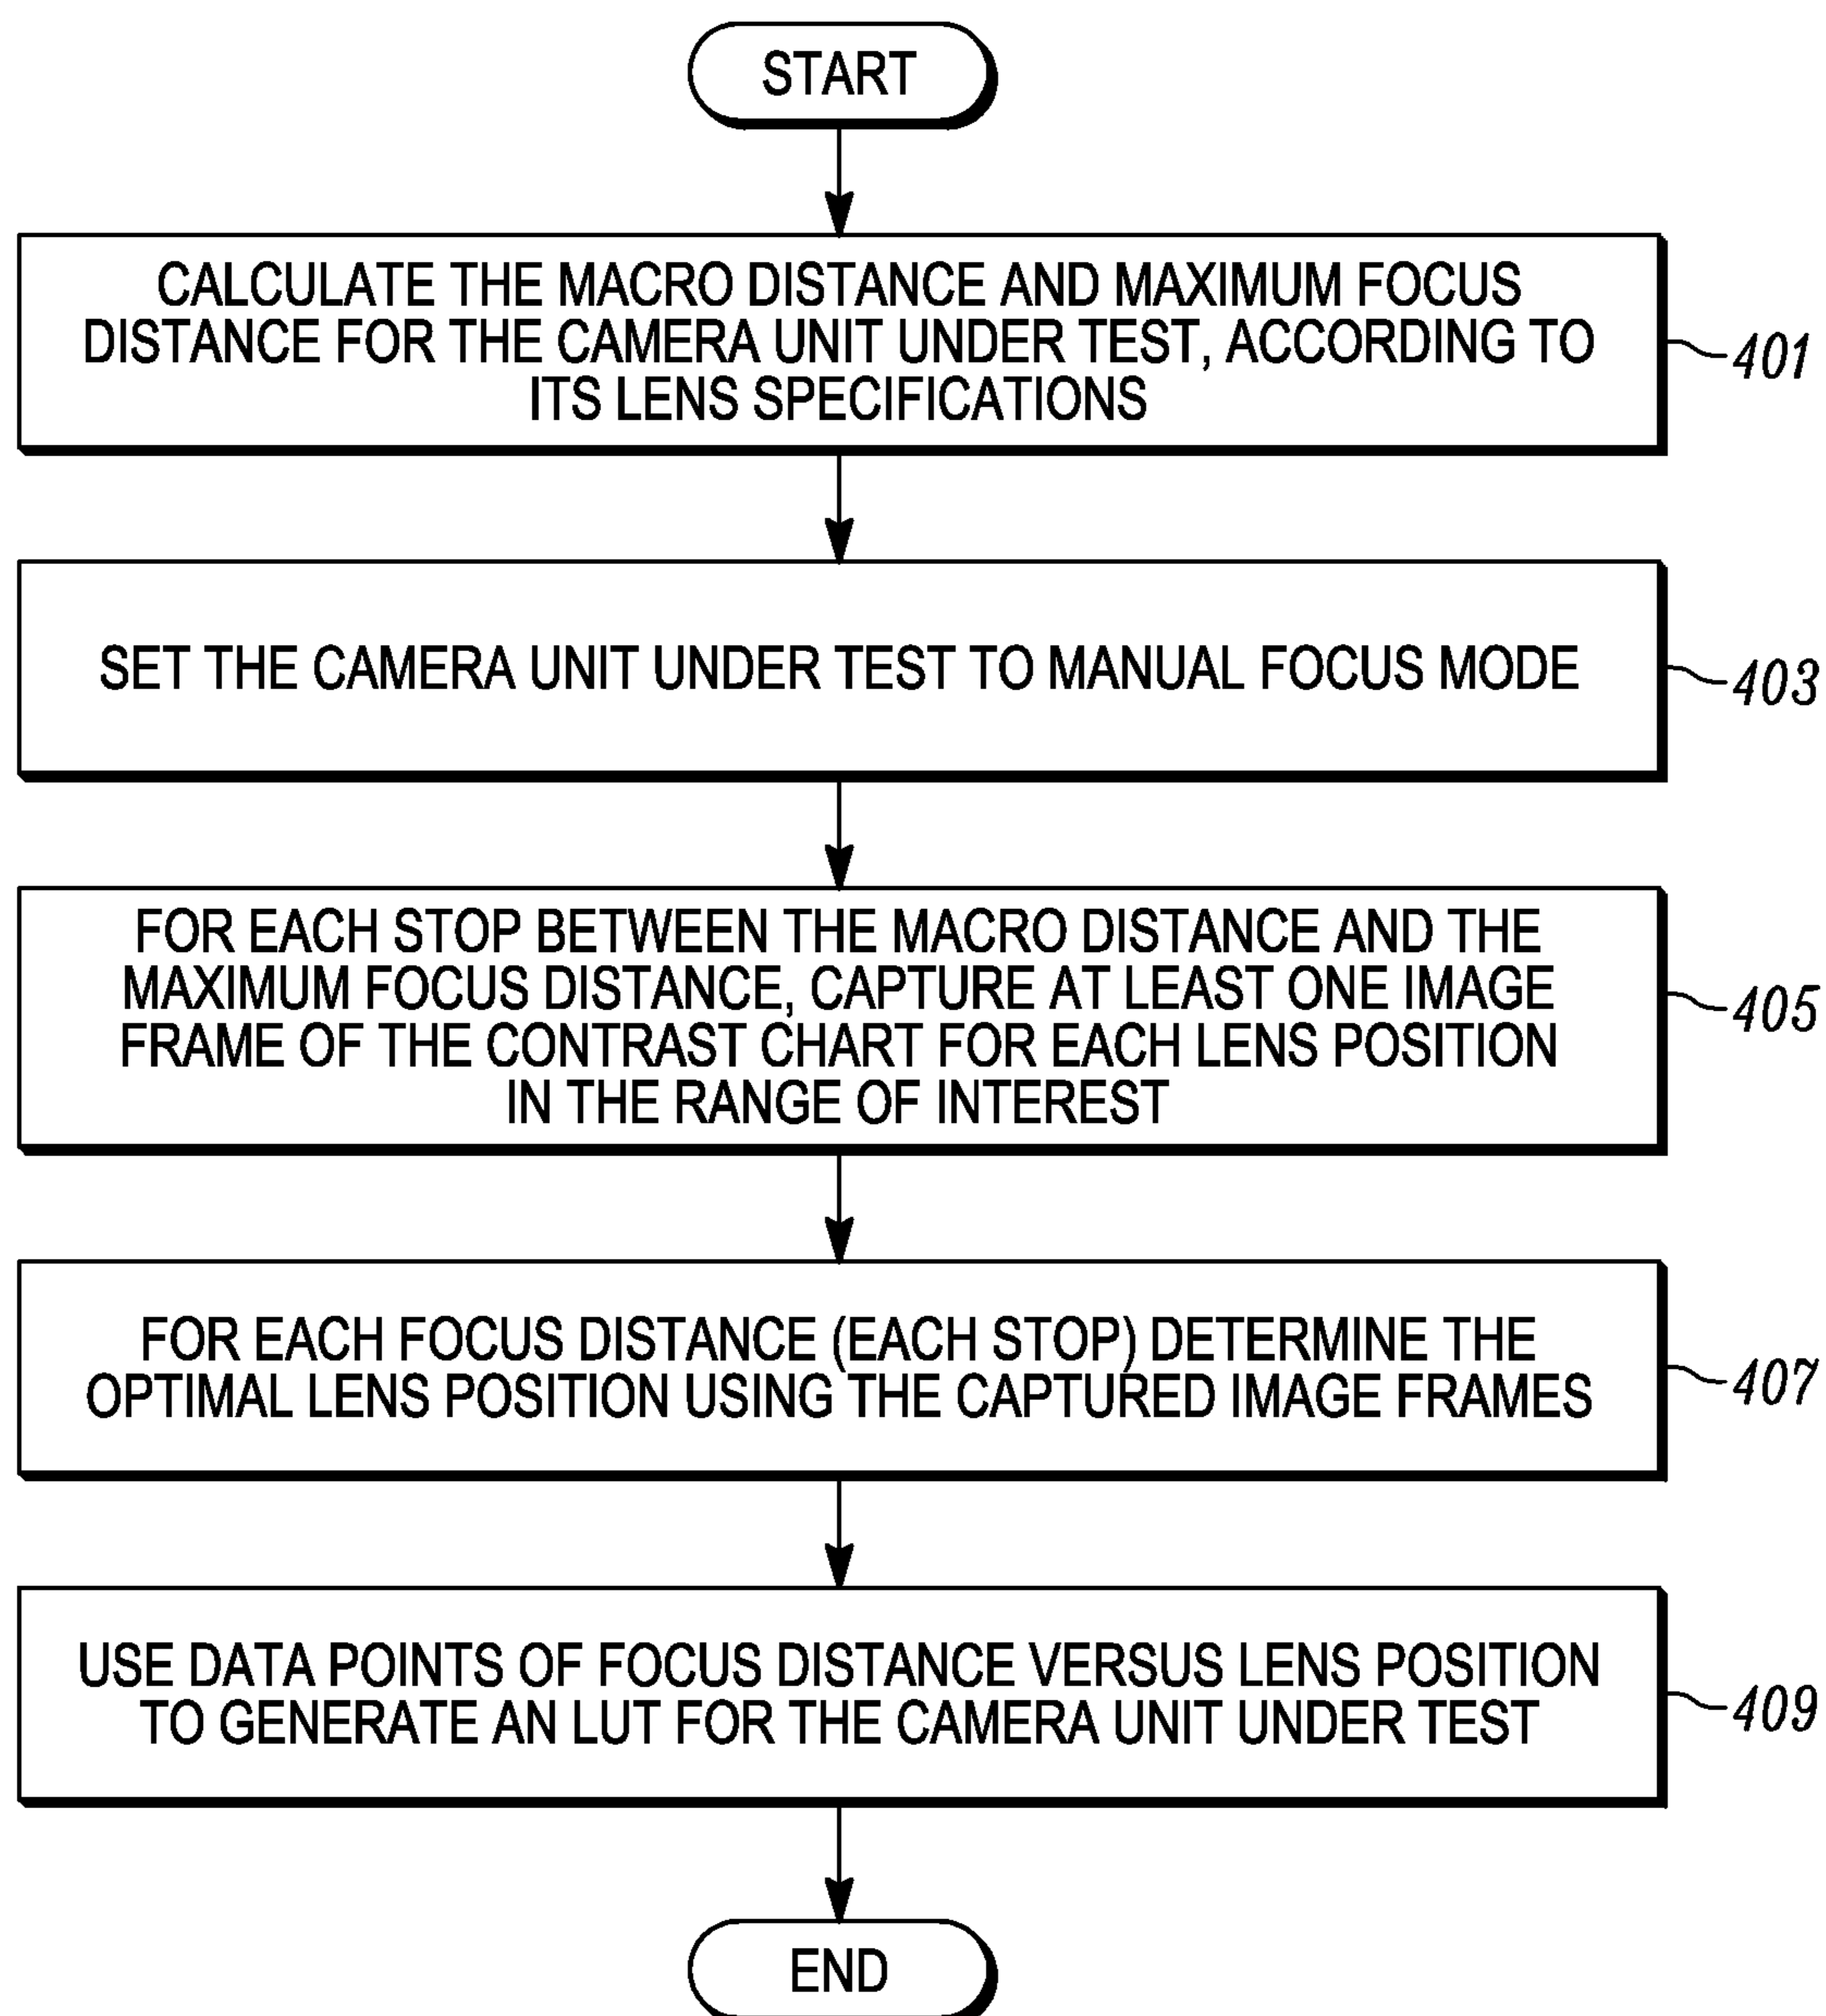 START
CALCULATE THE MACRO DISTANCE AND MAXIMUM FOCUS
DISTANCE FOR THE CAMERA UNIT UNDER TEST, ACCORDING TO
ITS LENS SPECIFICATIONS
401
SET THE CAMERA UNIT UNDER TEST TO MANUAL FOCUS MODE
403
FOR EACH STOP BETWEEN THE MACRO DISTANCE AND THE
MAXIMUM FOCUS DISTANCE, CAPTURE AT LEAST ONE IMAGE
FRAME OF THE CONTRAST CHART FOR EACH LENS POSITION
IN THE RANGE OF INTEREST
405
FOR EACH FOCUS DISTANCE (EACH STOP) DETERMINE THE
OPTIMAL LENS POSITION USING THE CAPTURED IMAGE FRAMES
407
USE DATA POINTS OF FOCUS DISTANCE VERSUS LENS POSITION
TO GENERATE AN LUT FOR THE CAMERA UNIT UNDER TEST
409
END